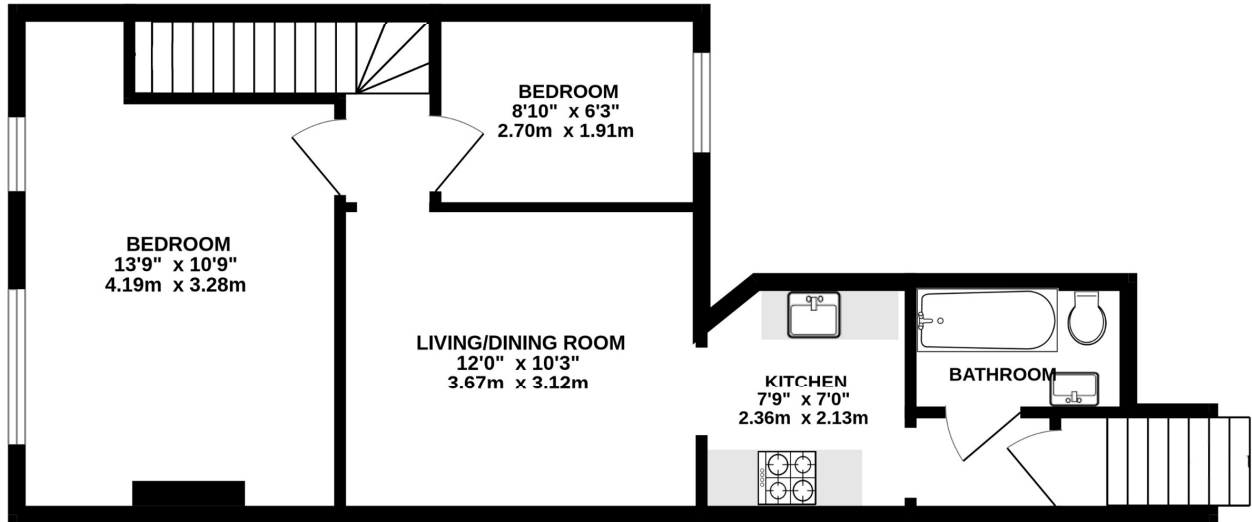 BEDROOM
8'10" x 6'3"
2.70m x 1.91m
BEDROOM
13'9" x 10'9"
4.19m x 3.28m
LIVING/DINING ROOM
12'0" x 10'3"
3.67m x 3.12m
KITCHEN
7'9" x 7'0"
2.36m x 2.13m
BATHROOM